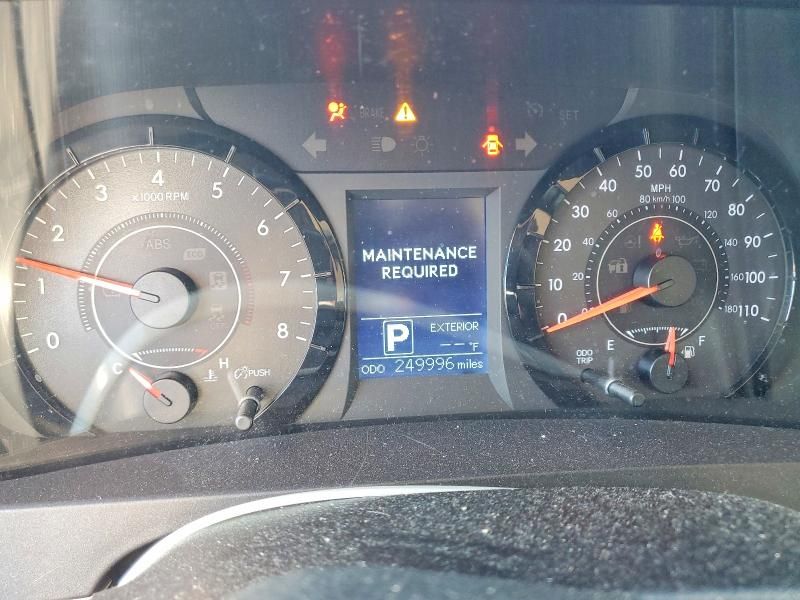 BRAKE
SET
x1000 RPM
0
1
2
3
4
5
6
7
8
ABS
ECO
OFF
C
H
PUSH
MAINTENANCE
REQUIRED
P
EXTERIOR
-- °F
ODO 249996 miles
MPH
80 km/h 100
0
10
20
30
40
50
60
70
80
90
100
110
0
20
40
60
120
140
160
180
ODO
TRIP
E
F